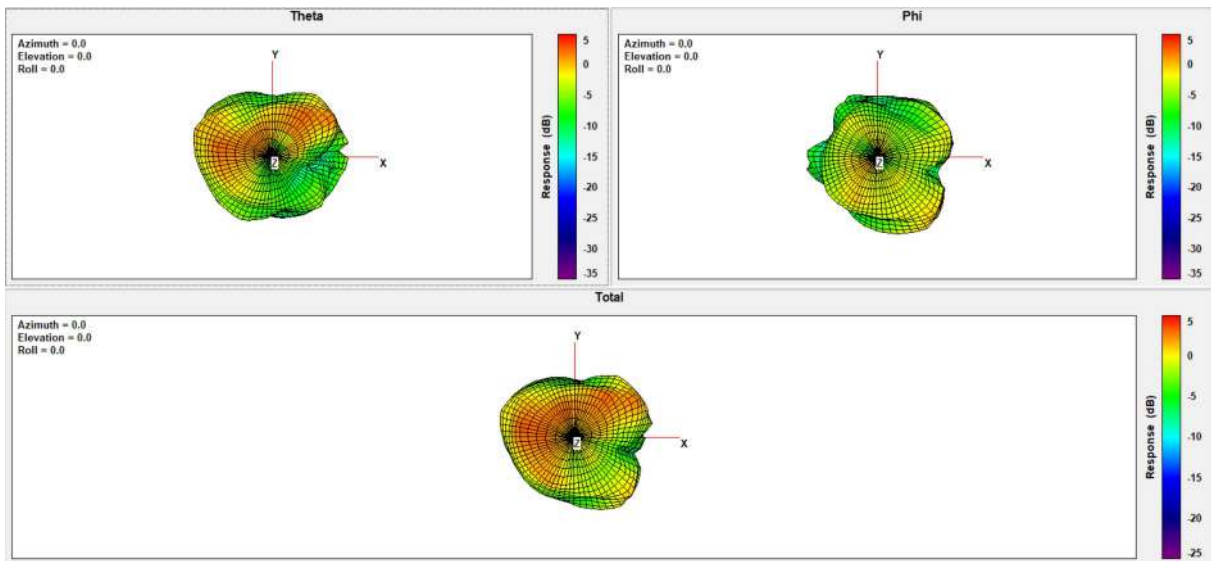 Theta
Azimuth = 0.0
Elevation = 0.0
Roll = 0.0
Y
X
Z
Response (dB)
5
0
-5
-10
-15
-20
-25
-30
-35
Phi
Azimuth = 0.0
Elevation = 0.0
Roll = 0.0
Y
X
Z
Response (dB)
5
0
-5
-10
-15
-20
-25
-30
-35
Total
Azimuth = 0.0
Elevation = 0.0
Roll = 0.0
Y
X
Z
Response (dB)
5
0
-5
-10
-15
-20
-25